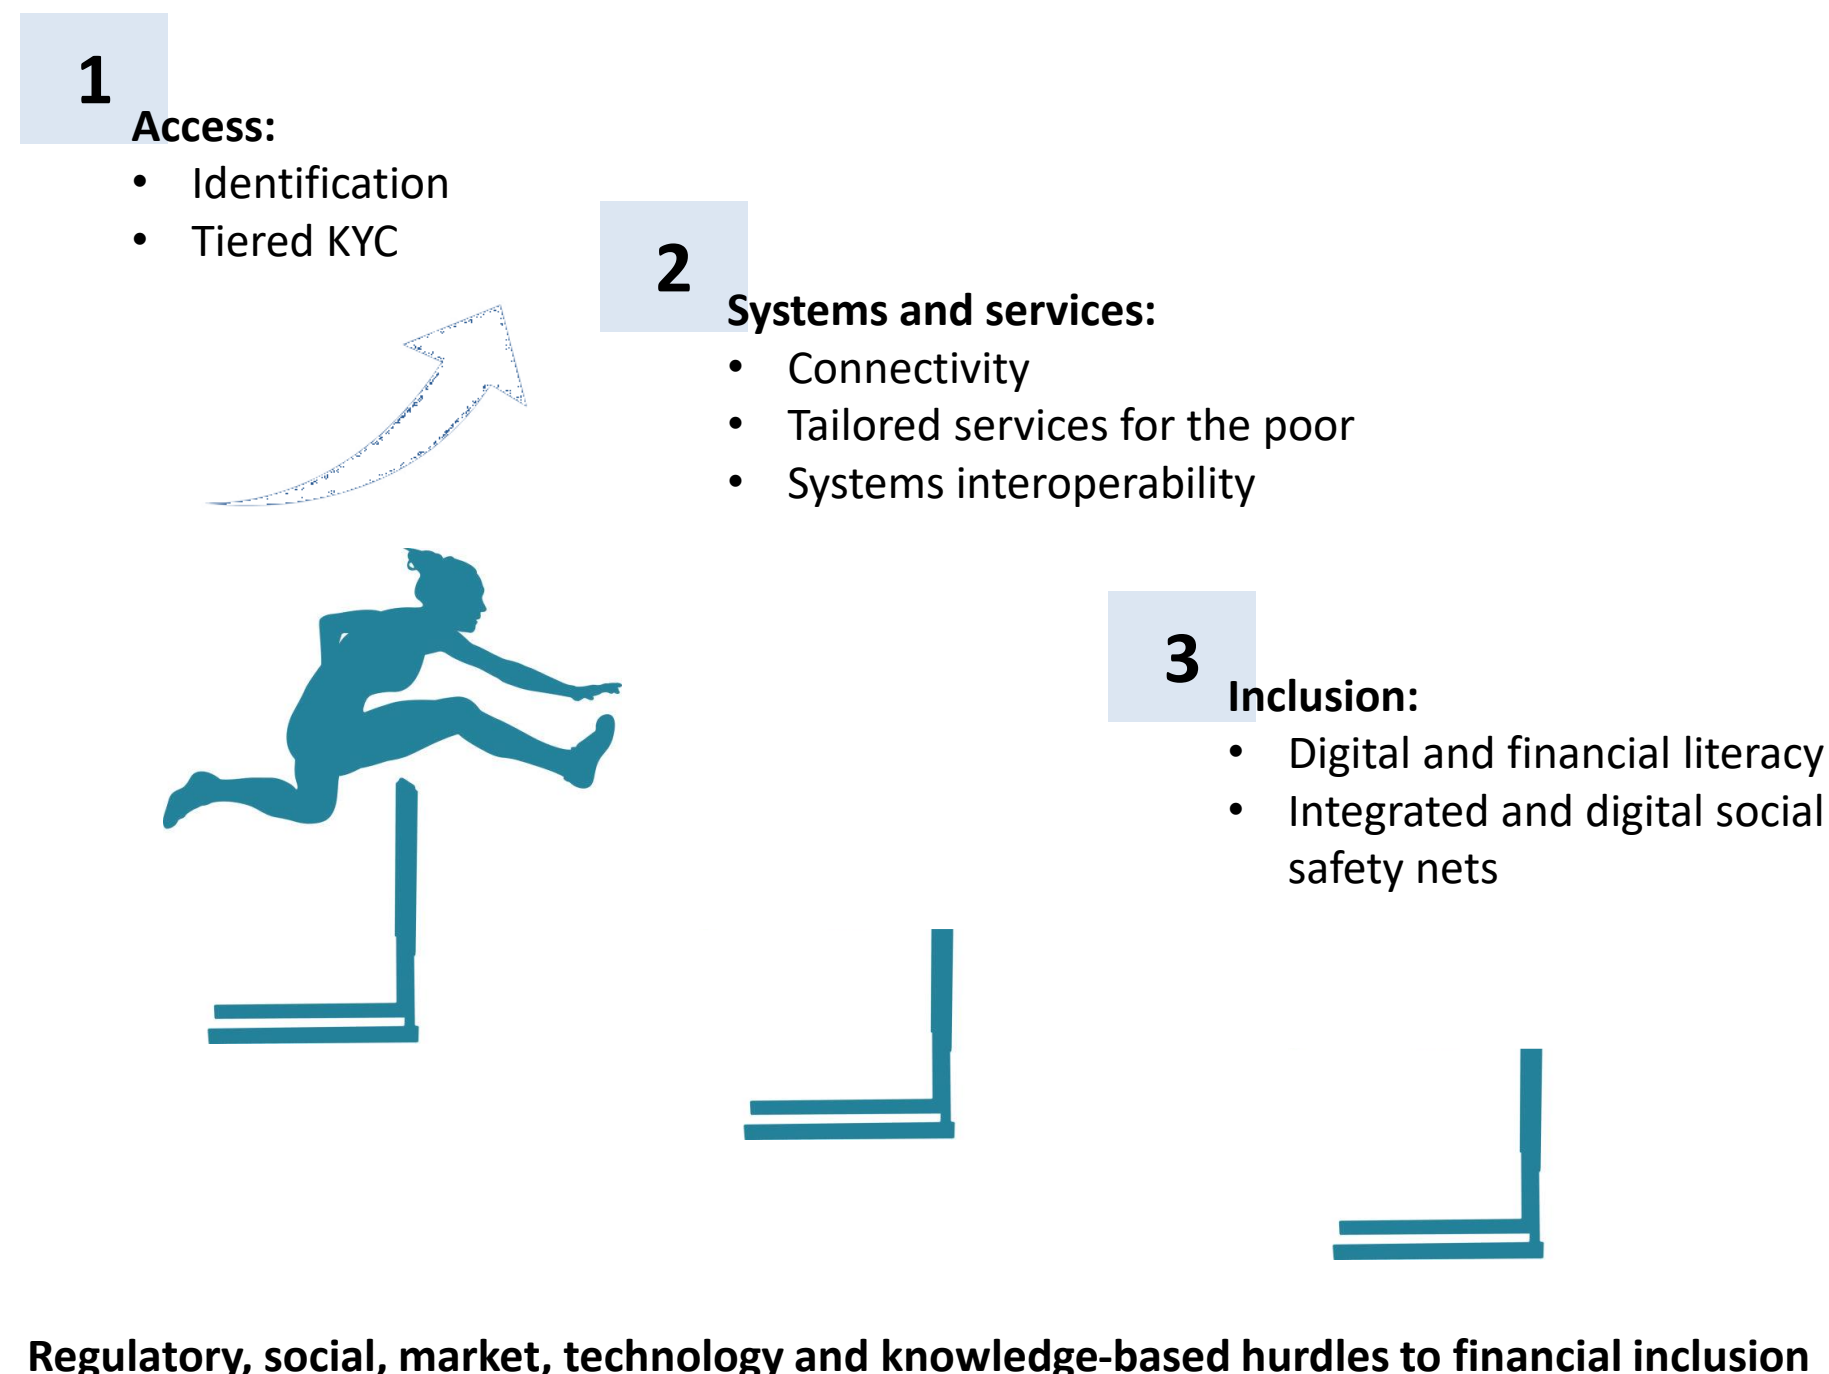 1
Access:
• Identification
• Tiered KYC
2
Systems and services:
• Connectivity
• Tailored services for the poor
• Systems interoperability
3
Inclusion:
• Digital and financial literacy
• Integrated and digital social
safety nets
Regulatory, social, market, technology and knowledge-based hurdles to financial inclusion